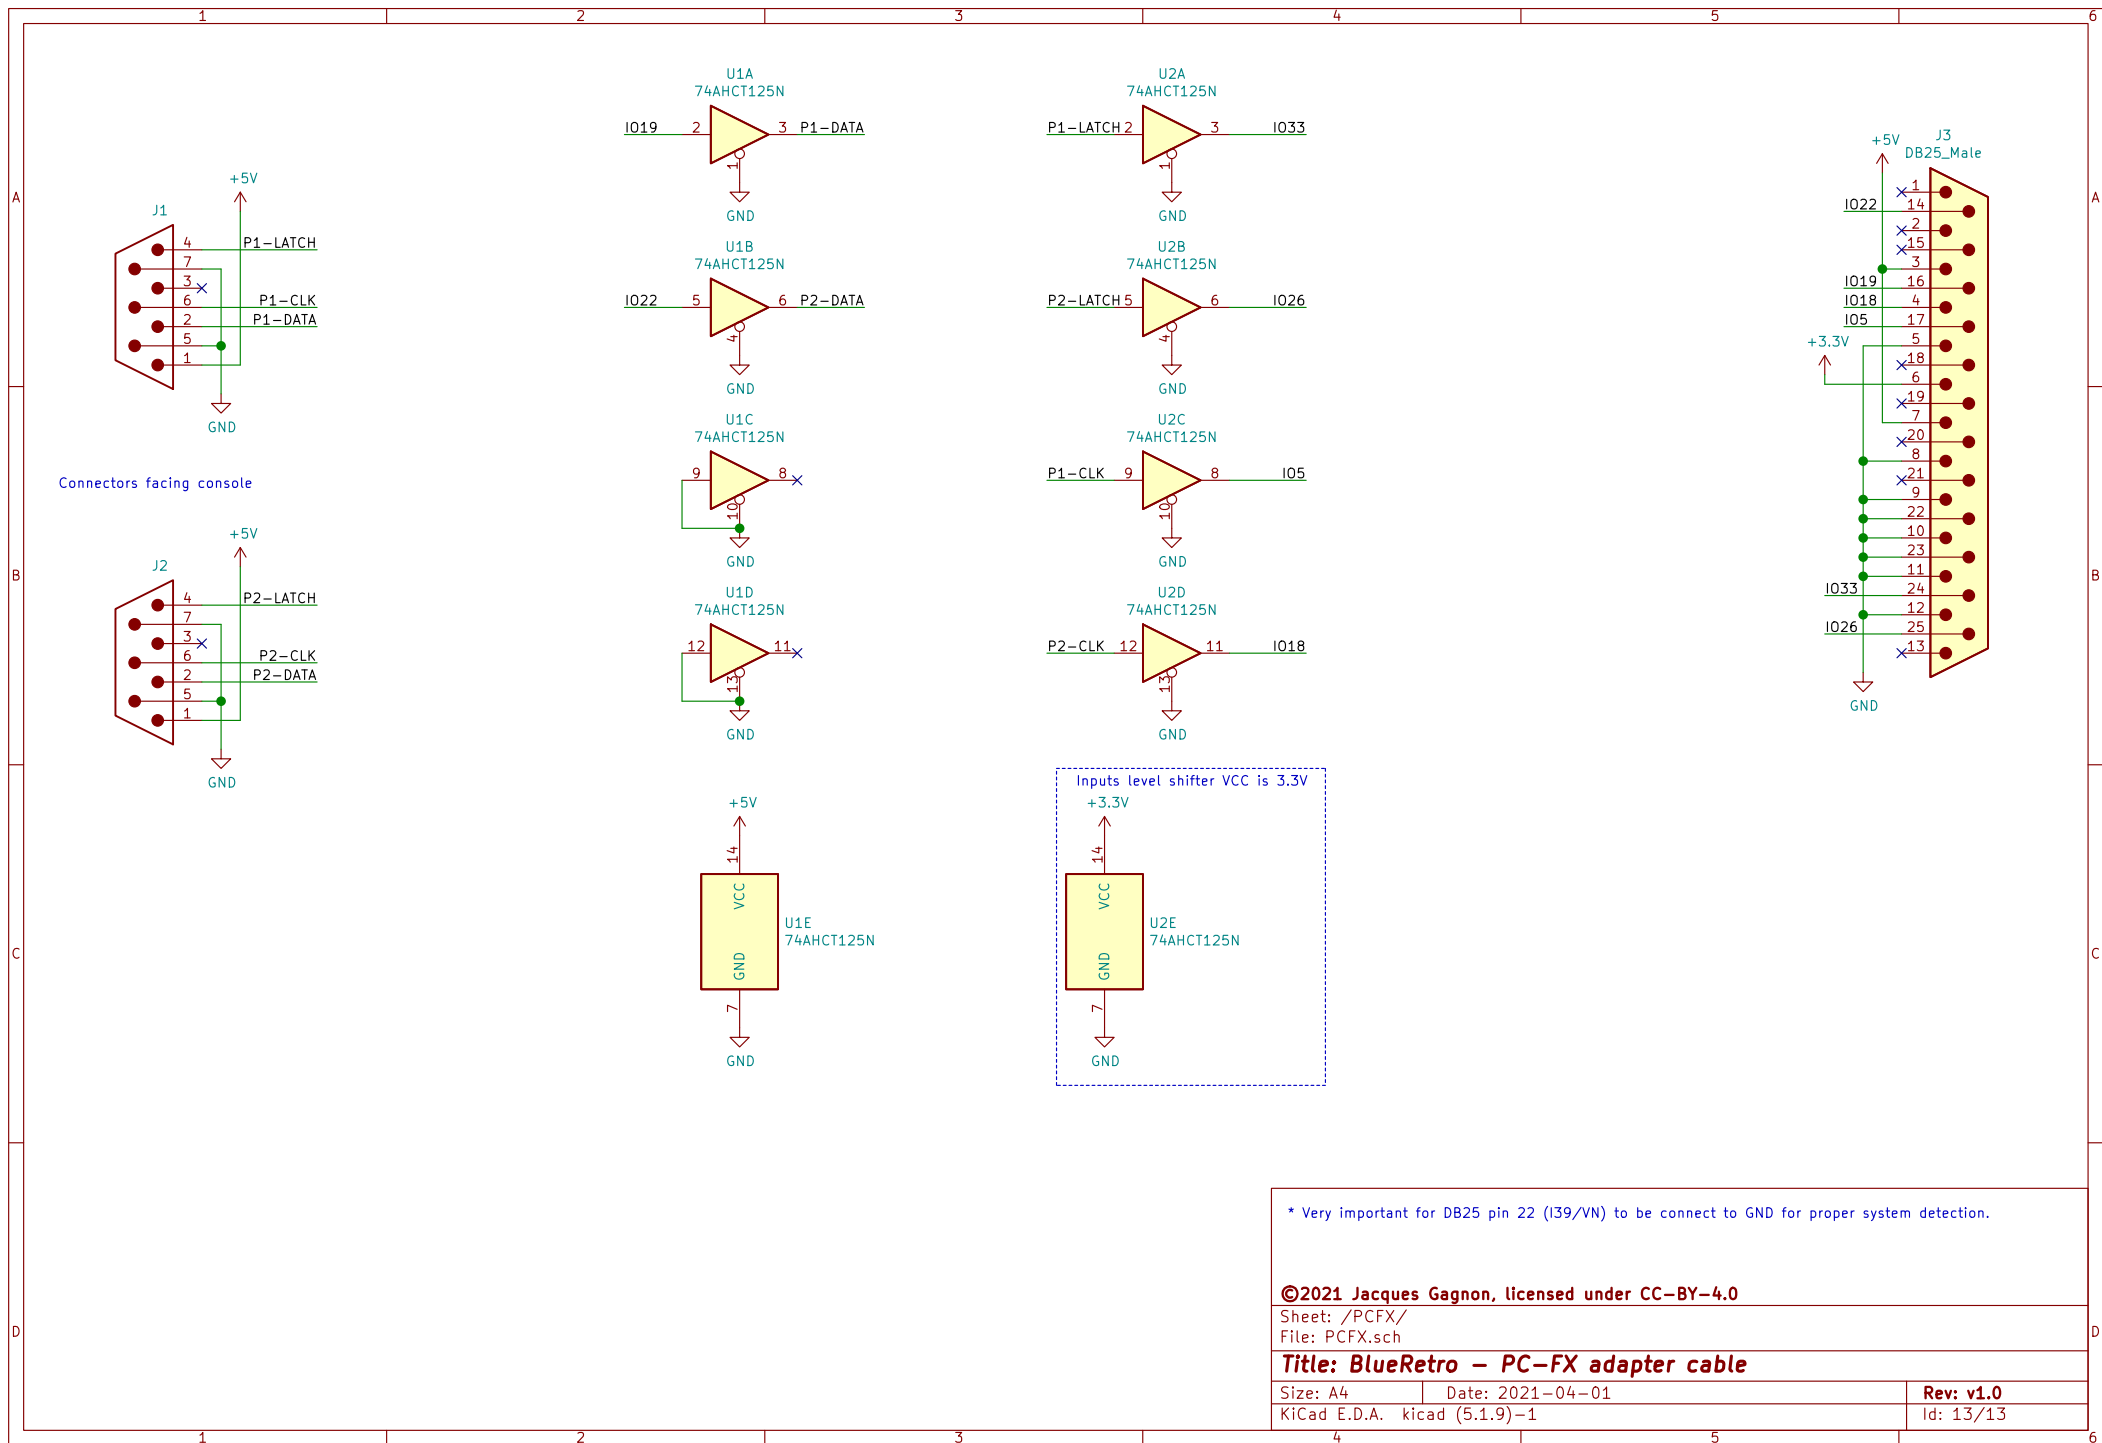 1 2 3 4 5 6
A
B
C
D
A
B
C
D
J1
+5V
4 P1-LATCH
7
3
6 P1-CLK
2 P1-DATA
5
1
GND
Connectors facing console
J2
+5V
4 P2-LATCH
7
3
6 P2-CLK
2 P2-DATA
5
1
GND
U1A
74AHCT125N
IO19 2 3 P1-DATA
1
GND
U1B
74AHCT125N
IO22 5 6 P2-DATA
4
GND
U1C
74AHCT125N
9 8
10
GND
U1D
74AHCT125N
12 11
13
GND
+5V
14
VCC
GND
7
U1E
74AHCT125N
GND
U2A
74AHCT125N
P1-LATCH 2 3 IO33
1
GND
U2B
74AHCT125N
P2-LATCH 5 6 IO26
4
GND
U2C
74AHCT125N
P1-CLK 9 8 IO5
10
GND
U2D
74AHCT125N
P2-CLK 12 11 IO18
13
GND
Inputs level shifter VCC is 3.3V
+3.3V
14
VCC
GND
7
U2E
74AHCT125N
GND
J3
DB25_Male
+5V
1
IO22 14
2
15
3
IO19 16
IO18 4
IO5 17
5
+3.3V
18
6
19
7
20
8
21
9
22
10
23
11
IO33 24
12
IO26 25
13
GND
* Very important for DB25 pin 22 (I39/VN) to be connect to GND for proper system detection.
©2021 Jacques Gagnon, licensed under CC-BY-4.0
Sheet: /PCFX/
File: PCFX.sch
Title: BlueRetro - PC-FX adapter cable
Size: A4 Date: 2021-04-01 Rev: v1.0
KiCad E.D.A. kicad (5.1.9)-1 Id: 13/13
1 2 3 4 5 6